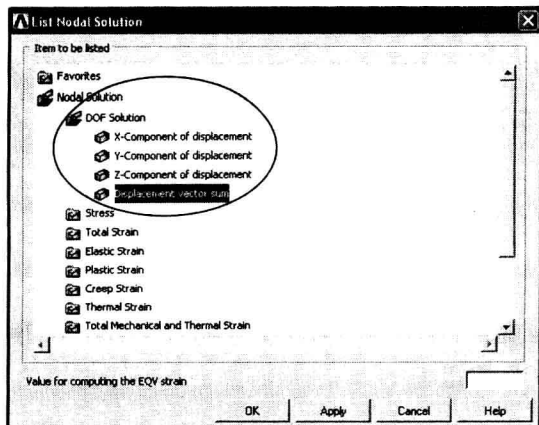 List Nodal Solution
Item to be listed
Favorites
Nodal Solution
DOF Solution
X-Component of displacement
Y-Component of displacement
Z-Component of displacement
Displacement vector sum
Stress
Total Strain
Elastic Strain
Plastic Strain
Creep Strain
Thermal Strain
Total Mechanical and Thermal Strain
Value for computing the EQV strain
OK Apply Cancel Help